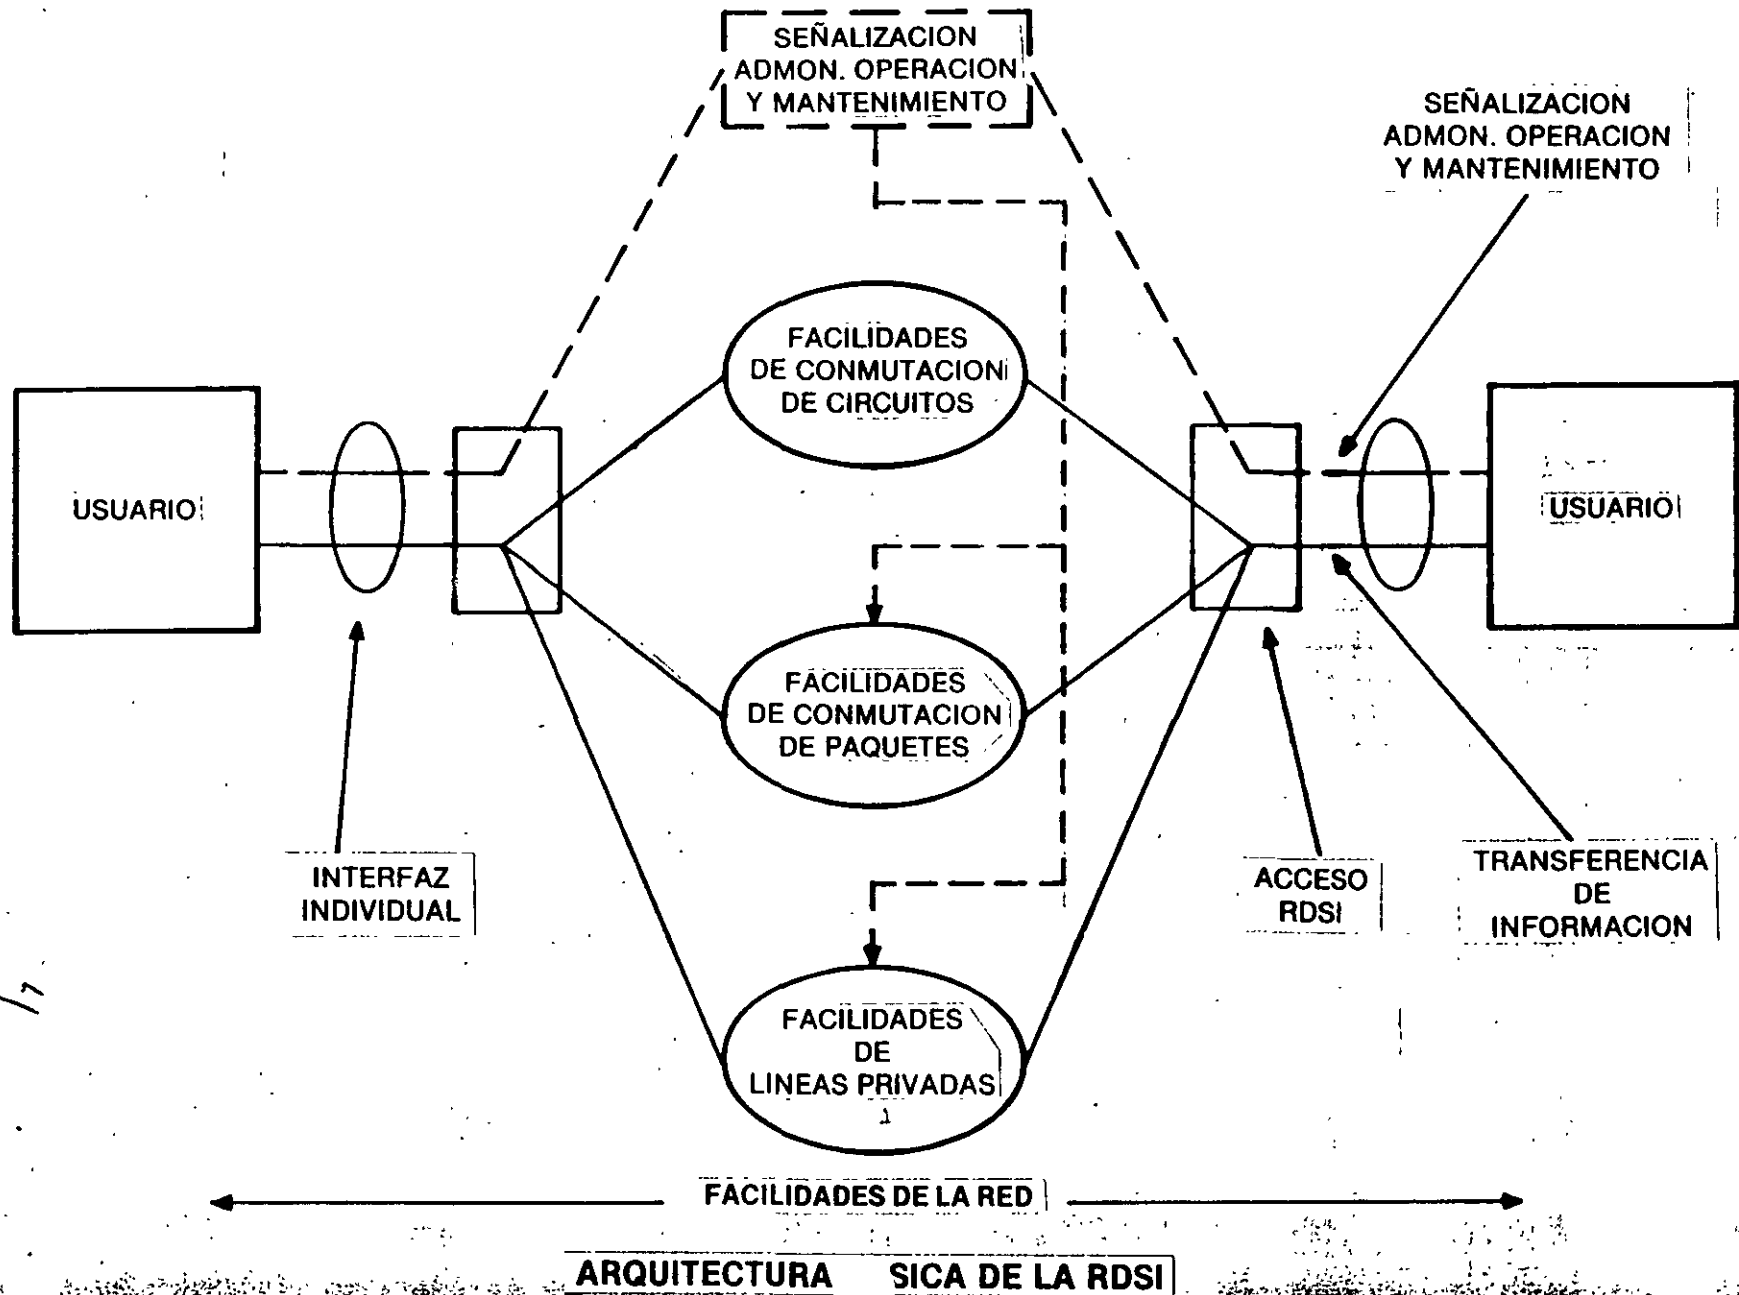 SEÑALIZACION
ADMON. OPERACION
Y MANTENIMIENTO
SEÑALIZACION
ADMON. OPERACION
Y MANTENIMIENTO
FACILIDADES
DE CONMUTACION
DE CIRCUITOS
USUARIO
USUARIO
FACILIDADES
DE CONMUTACION
DE PAQUETES
INTERFAZ
INDIVIDUAL
ACCESO
RDSI
TRANSFERENCIA
DE
INFORMACION
FACILIDADES
DE
LINEAS PRIVADAS
FACILIDADES DE LA RED
ARQUITECTURA SICA DE LA RDSI